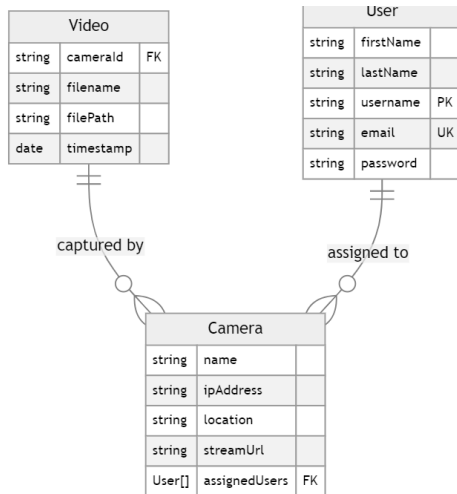 Video
string cameraId FK
string filename
string filePath
date timestamp
User
string firstName
string lastName
string username PK
string email UK
string password
captured by
assigned to
Camera
string name
string ipAddress
string location
string streamUrl
User[] assignedUsers FK